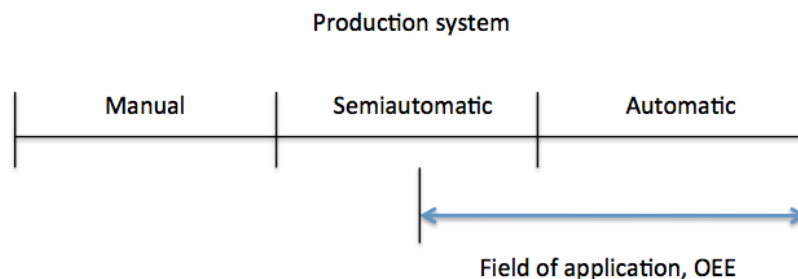 Production system
Manual Semiautomatic Automatic
Field of application, OEE